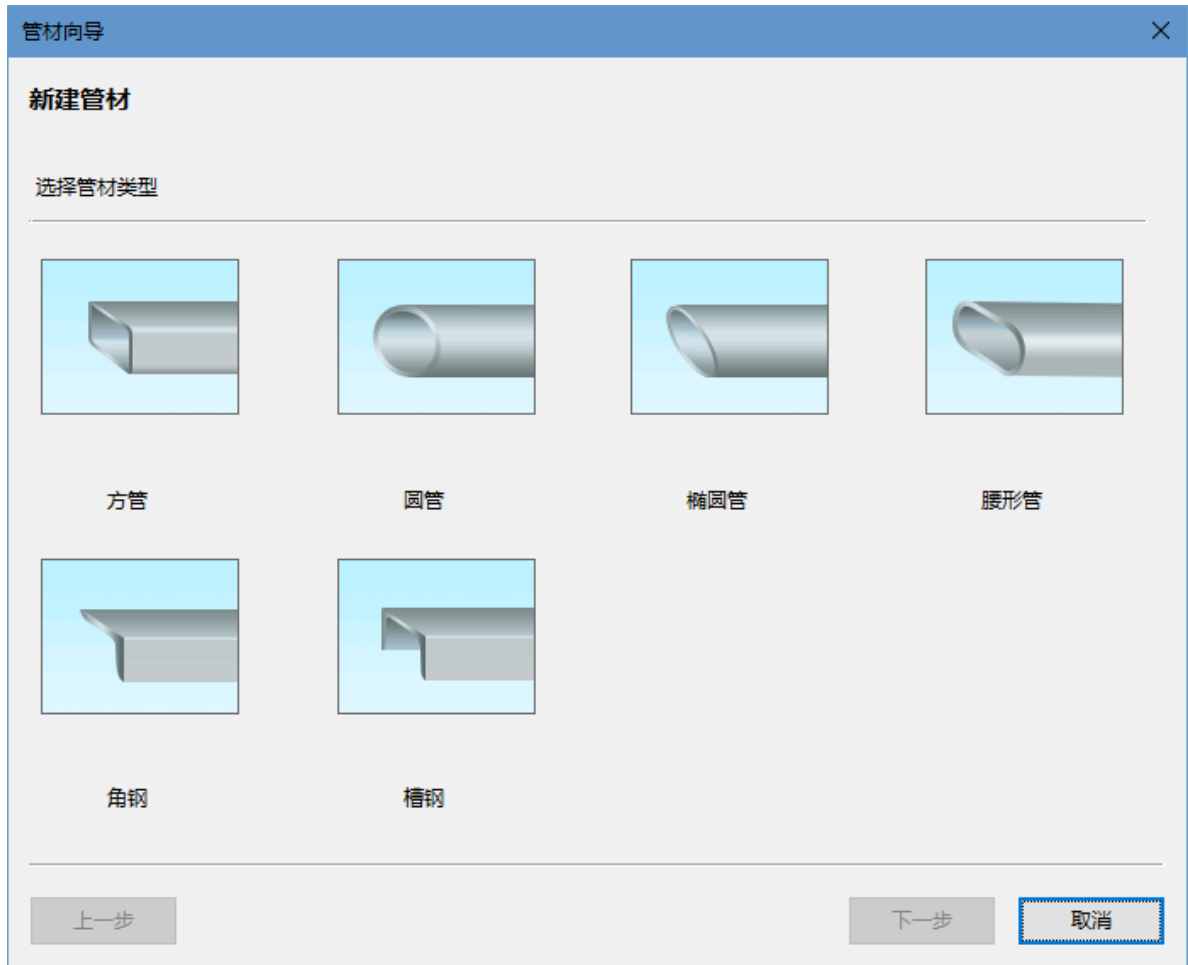 管材向导
新建管材
选择管材类型
方管 圆管 椭圆管 腰形管
角钢 槽钢
上一步 下一步 取消